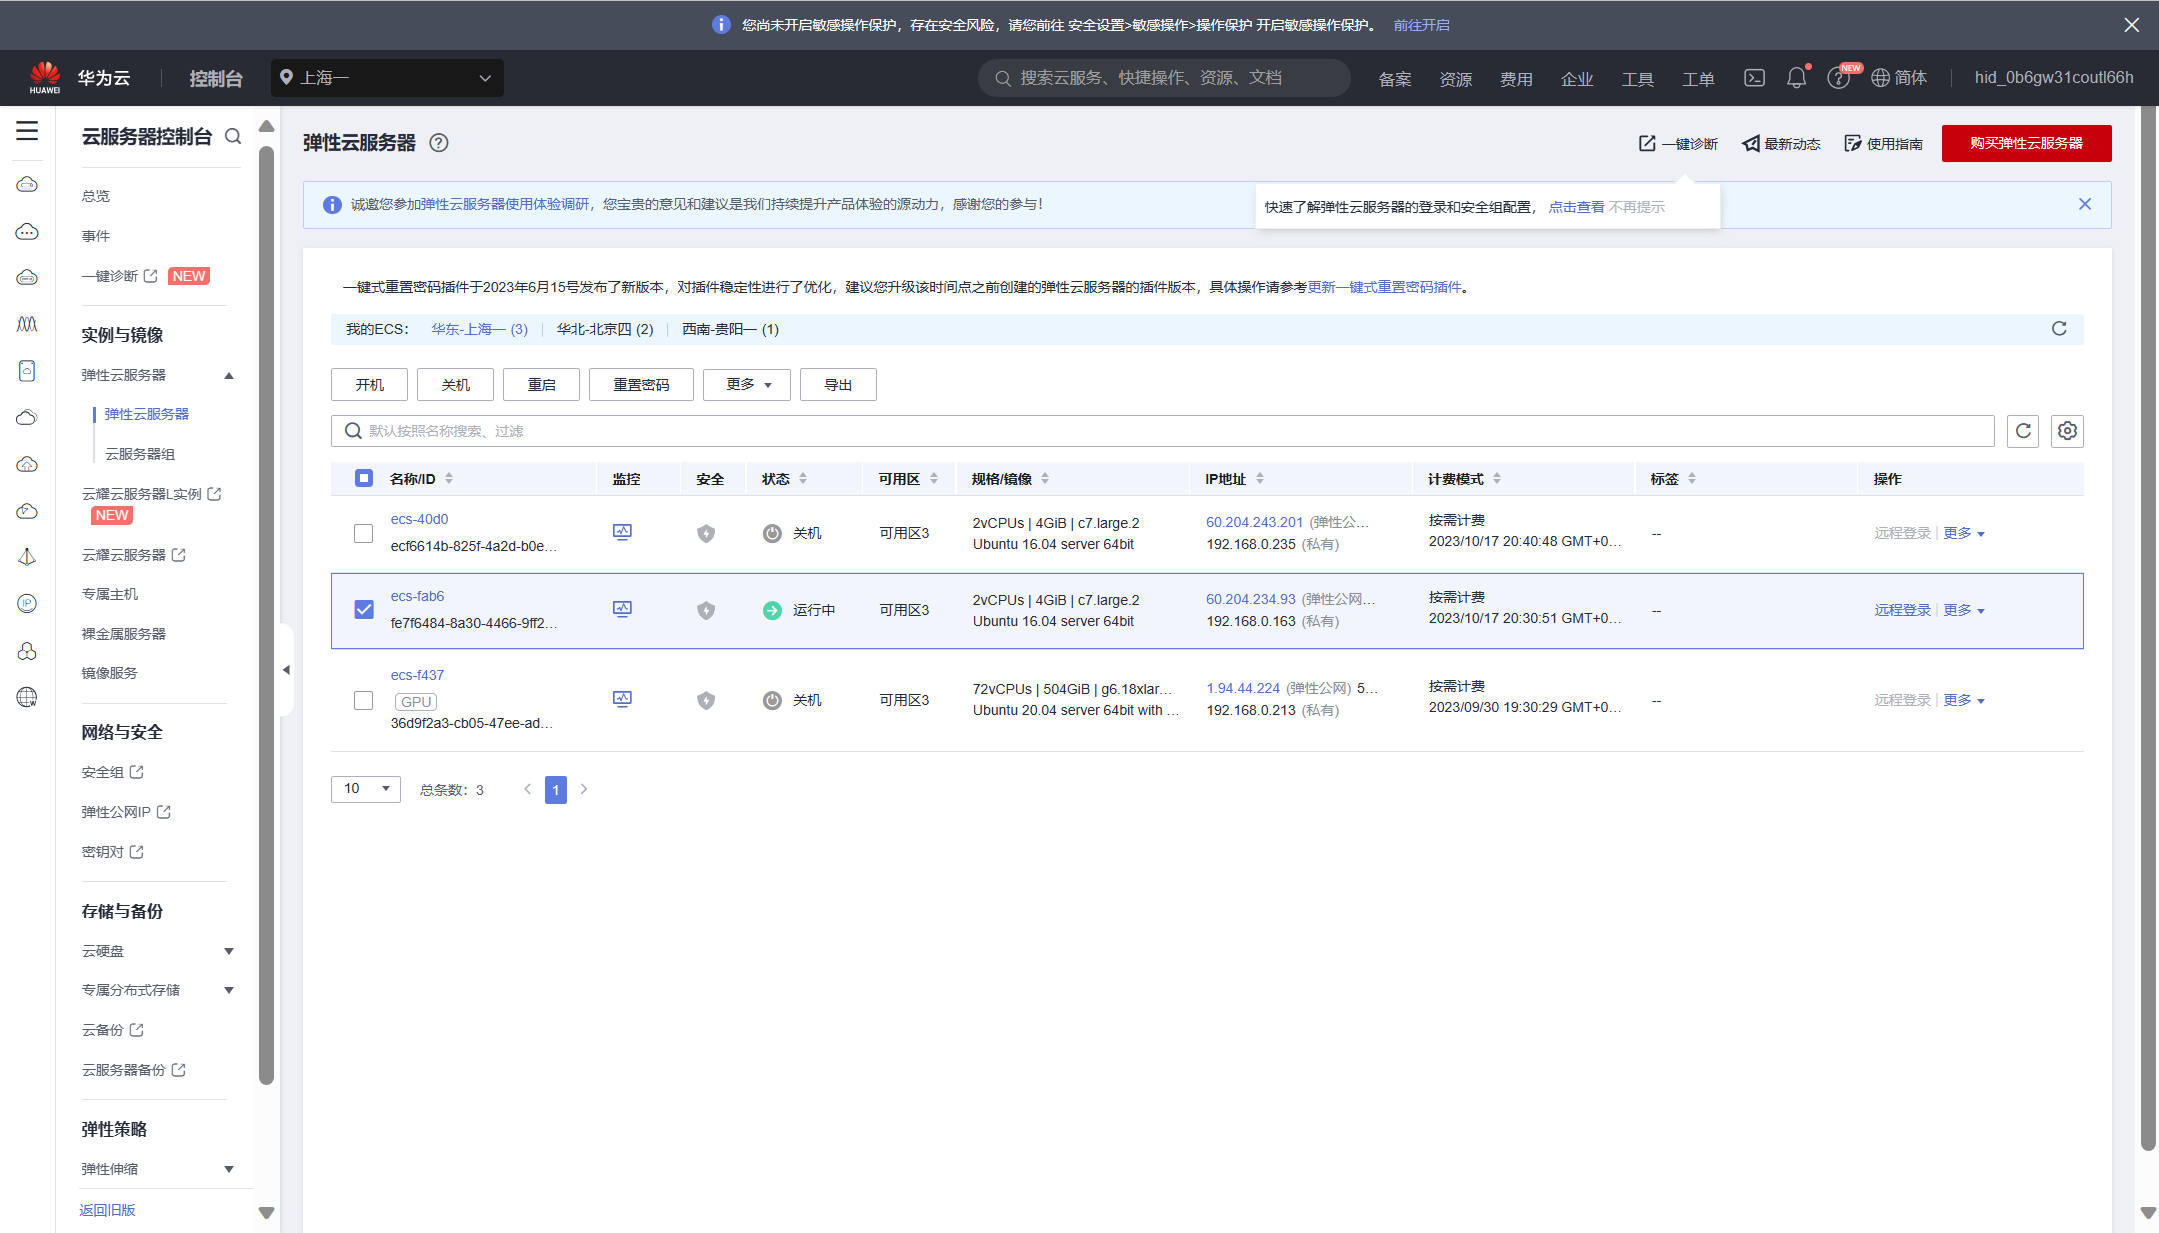 您尚未开启敏感操作保护，存在安全风险，请您前往 安全设置>敏感操作>操作保护 开启敏感操作保护。 前往开启
HUAWEI
华为云
控制台
上海一
搜索云服务、快捷操作、资源、文档
备案
资源
费用
企业
工具
工单
NEW
简体
hid_0b6gw31coutl66h
云服务器控制台
总览
事件
一键诊断 NEW
实例与镜像
弹性云服务器
弹性云服务器
云服务器组
云耀云服务器L实例
NEW
云耀云服务器
专属主机
裸金属服务器
镜像服务
网络与安全
安全组
弹性公网IP
密钥对
存储与备份
云硬盘
专属分布式存储
云备份
云服务器备份
弹性策略
弹性伸缩
返回旧版
弹性云服务器
一键诊断
最新动态
使用指南
购买弹性云服务器
诚邀您参加弹性云服务器使用体验调研，您宝贵的意见和建议是我们持续提升产品体验的源动力，感谢您的参与！
快速了解弹性云服务器的登录和安全组配置， 点击查看 不再提示
一键式重置密码插件于2023年6月15号发布了新版本，对插件稳定性进行了优化，建议您升级该时间点之前创建的弹性云服务器的插件版本，具体操作请参考更新一键式重置密码插件。
我的ECS： 华东-上海一 (3) 华北-北京四 (2) 西南-贵阳一 (1)
开机 关机 重启 重置密码 更多 导出
默认按照名称搜索、过滤
名称/ID 监控 安全 状态 可用区 规格/镜像 IP地址 计费模式 标签 操作
ecs-40d0
ecf6614b-825f-4a2d-b0e...
关机
可用区3
2vCPUs | 4GiB | c7.large.2
Ubuntu 16.04 server 64bit
60.204.243.201 (弹性公...
192.168.0.235 (私有)
按需计费
2023/10/17 20:40:48 GMT+0...
--
远程登录 更多
ecs-fab6
fe7f6484-8a30-4466-9ff2...
运行中
可用区3
2vCPUs | 4GiB | c7.large.2
Ubuntu 16.04 server 64bit
60.204.234.93 (弹性公网...
192.168.0.163 (私有)
按需计费
2023/10/17 20:30:51 GMT+0...
--
远程登录 更多
ecs-f437
GPU
36d9f2a3-cb05-47ee-ad...
关机
可用区3
72vCPUs | 504GiB | g6.18xlar...
Ubuntu 20.04 server 64bit with ...
1.94.44.224 (弹性公网) 5...
192.168.0.213 (私有)
按需计费
2023/09/30 19:30:29 GMT+0...
--
远程登录 更多
10 总条数：3 1